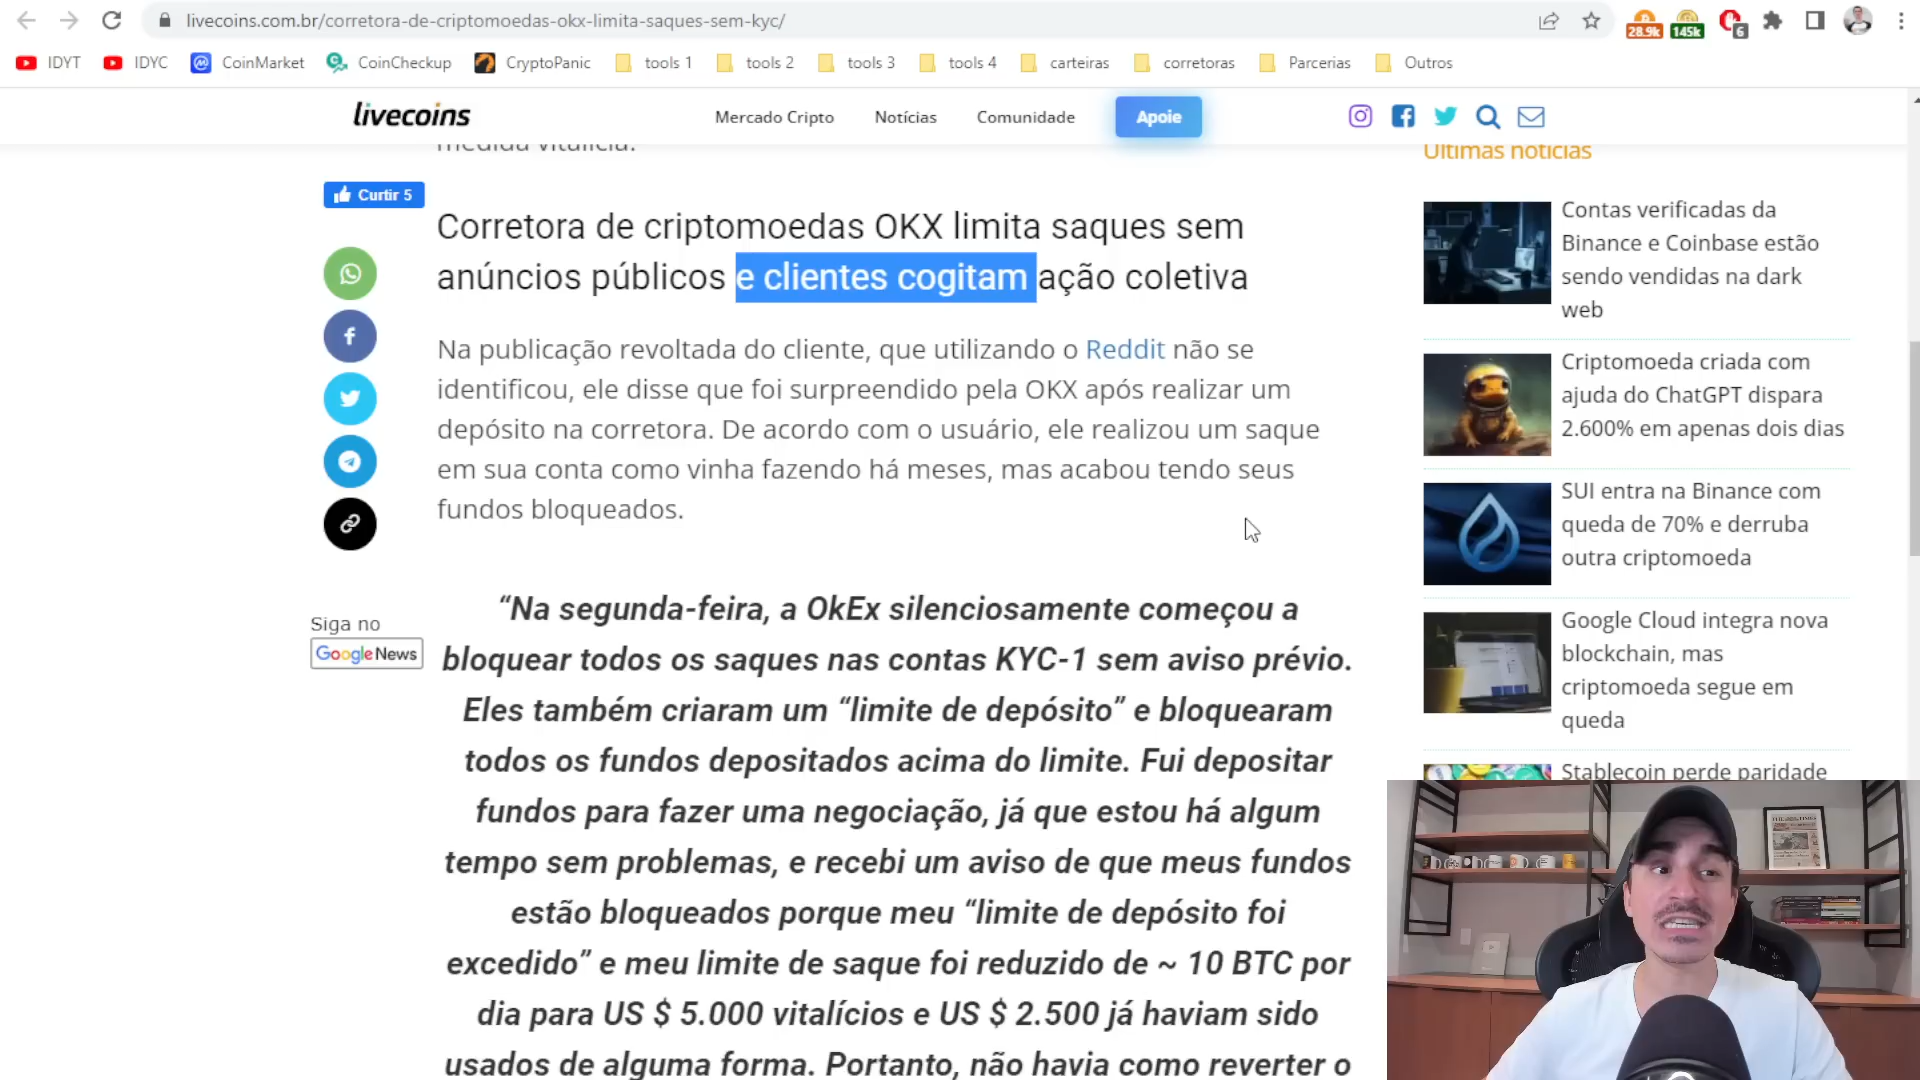 livecoins.com.br/corretora-de-criptomoedas-okx-limita-saques-sem-kyc/
28.9k
145k
6
IDYT
IDYC
CoinMarket
CoinCheckup
CryptoPanic
tools 1
tools 2
tools 3
tools 4
carteiras
corretoras
Parcerias
Outros
livecoins
Mercado Cripto
Notícias
Comunidade
Apoie
medida vitalícia.
Curtir 5
Corretora de criptomoedas OKX limita saques sem
anúncios públicos e clientes cogitam ação coletiva
Na publicação revoltada do cliente, que utilizando o Reddit não se
identificou, ele disse que foi surpreendido pela OKX após realizar um
depósito na corretora. De acordo com o usuário, ele realizou um saque
em sua conta como vinha fazendo há meses, mas acabou tendo seus
fundos bloqueados.
Siga no
Google News
“Na segunda-feira, a OkEx silenciosamente começou a
bloquear todos os saques nas contas KYC-1 sem aviso prévio.
Eles também criaram um “limite de depósito” e bloquearam
todos os fundos depositados acima do limite. Fui depositar
fundos para fazer uma negociação, já que estou há algum
tempo sem problemas, e recebi um aviso de que meus fundos
estão bloqueados porque meu “limite de depósito foi
excedido” e meu limite de saque foi reduzido de ~ 10 BTC por
dia para US $ 5.000 vitalícios e US $ 2.500 já haviam sido
usados de alguma forma. Portanto, não havia como reverter o
Últimas notícias
Contas verificadas da
Binance e Coinbase estão
sendo vendidas na dark
web
Criptomoeda criada com
ajuda do ChatGPT dispara
2.600% em apenas dois dias
SUI entra na Binance com
queda de 70% e derruba
outra criptomoeda
Google Cloud integra nova
blockchain, mas
criptomoeda segue em
queda
Stablecoin perde paridade